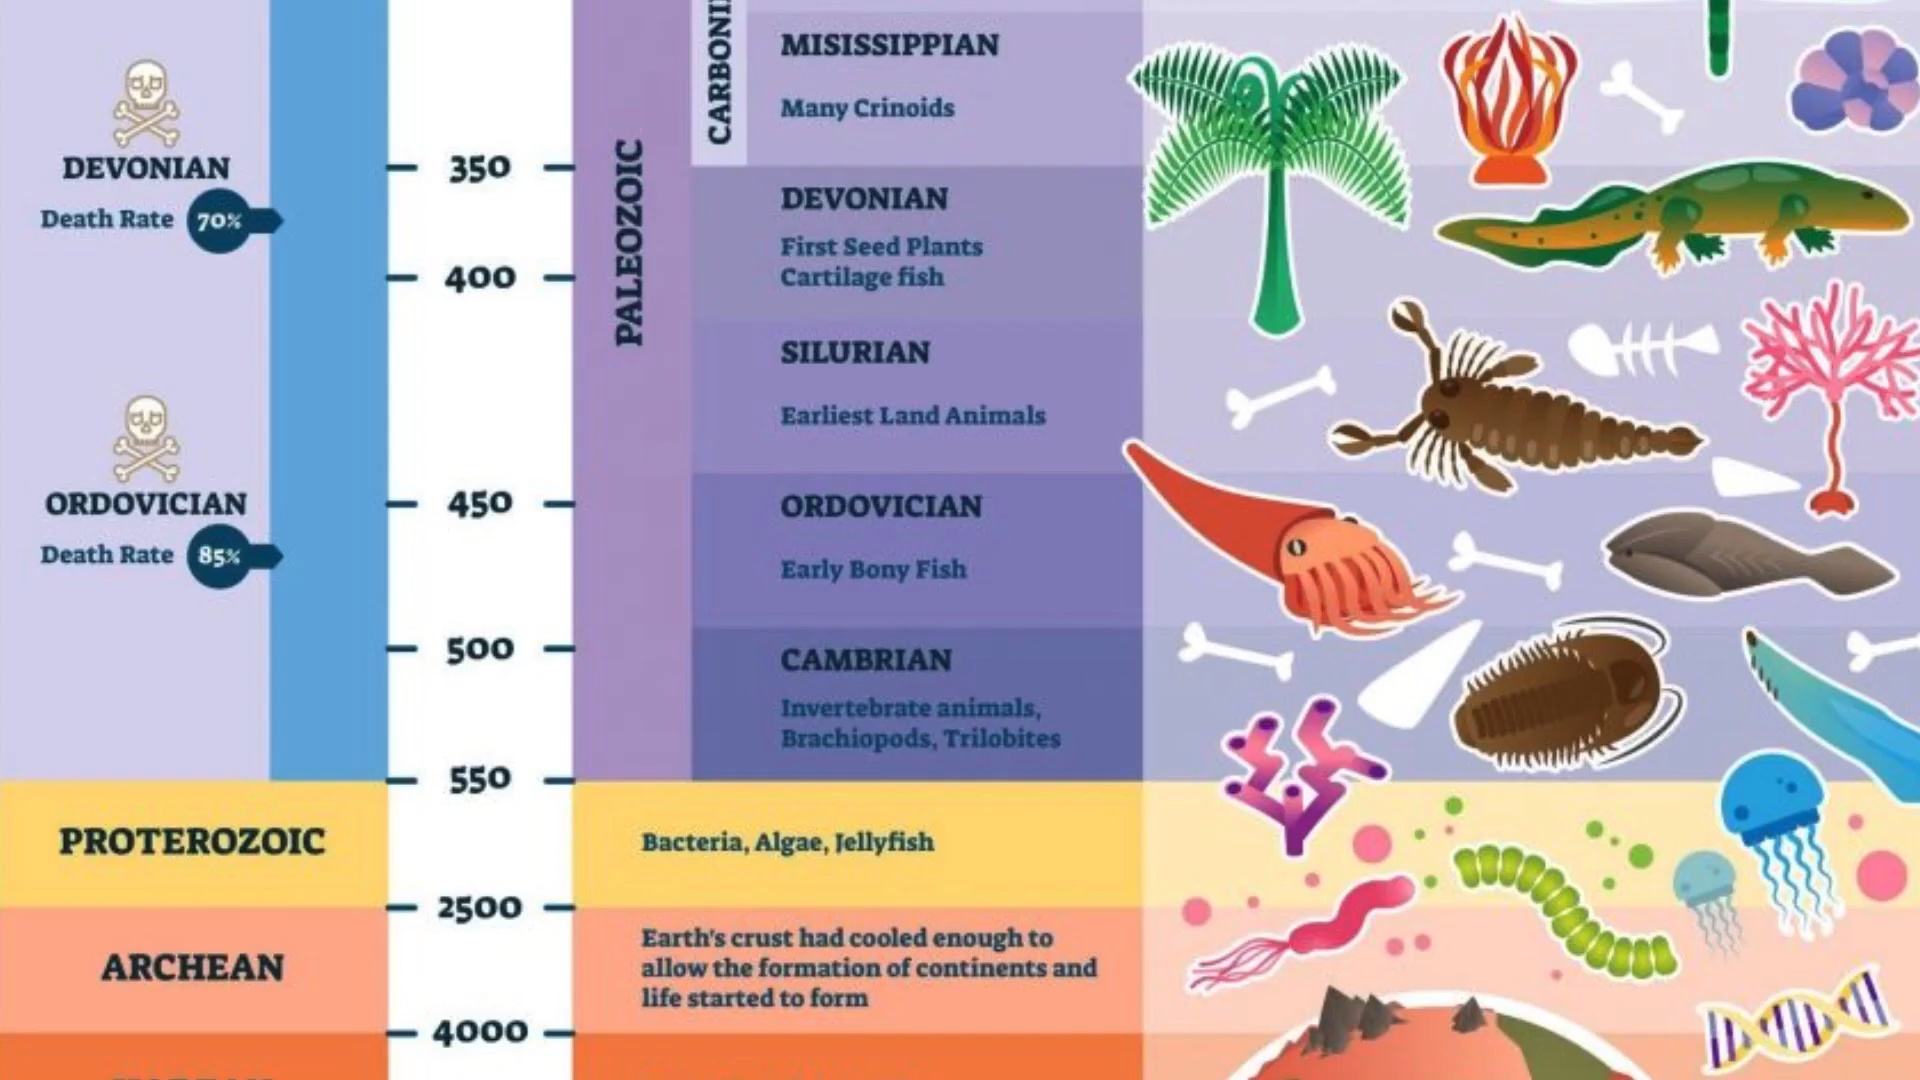 CARBONI
MISISSIPPIAN
Many Crinoids
DEVONIAN
Death Rate 70%
350
400
PALEOZOIC
DEVONIAN
First Seed Plants
Cartilage fish
SILURIAN
Earliest Land Animals
ORDOVICIAN
Death Rate 85%
450
500
550
ORDOVICIAN
Early Bony Fish
CAMBRIAN
Invertebrate animals,
Brachiopods, Trilobites
PROTEROZOIC
Bacteria, Algae, Jellyfish
2500
ARCHEAN
Earth's crust had cooled enough to
allow the formation of continents and
life started to form
4000